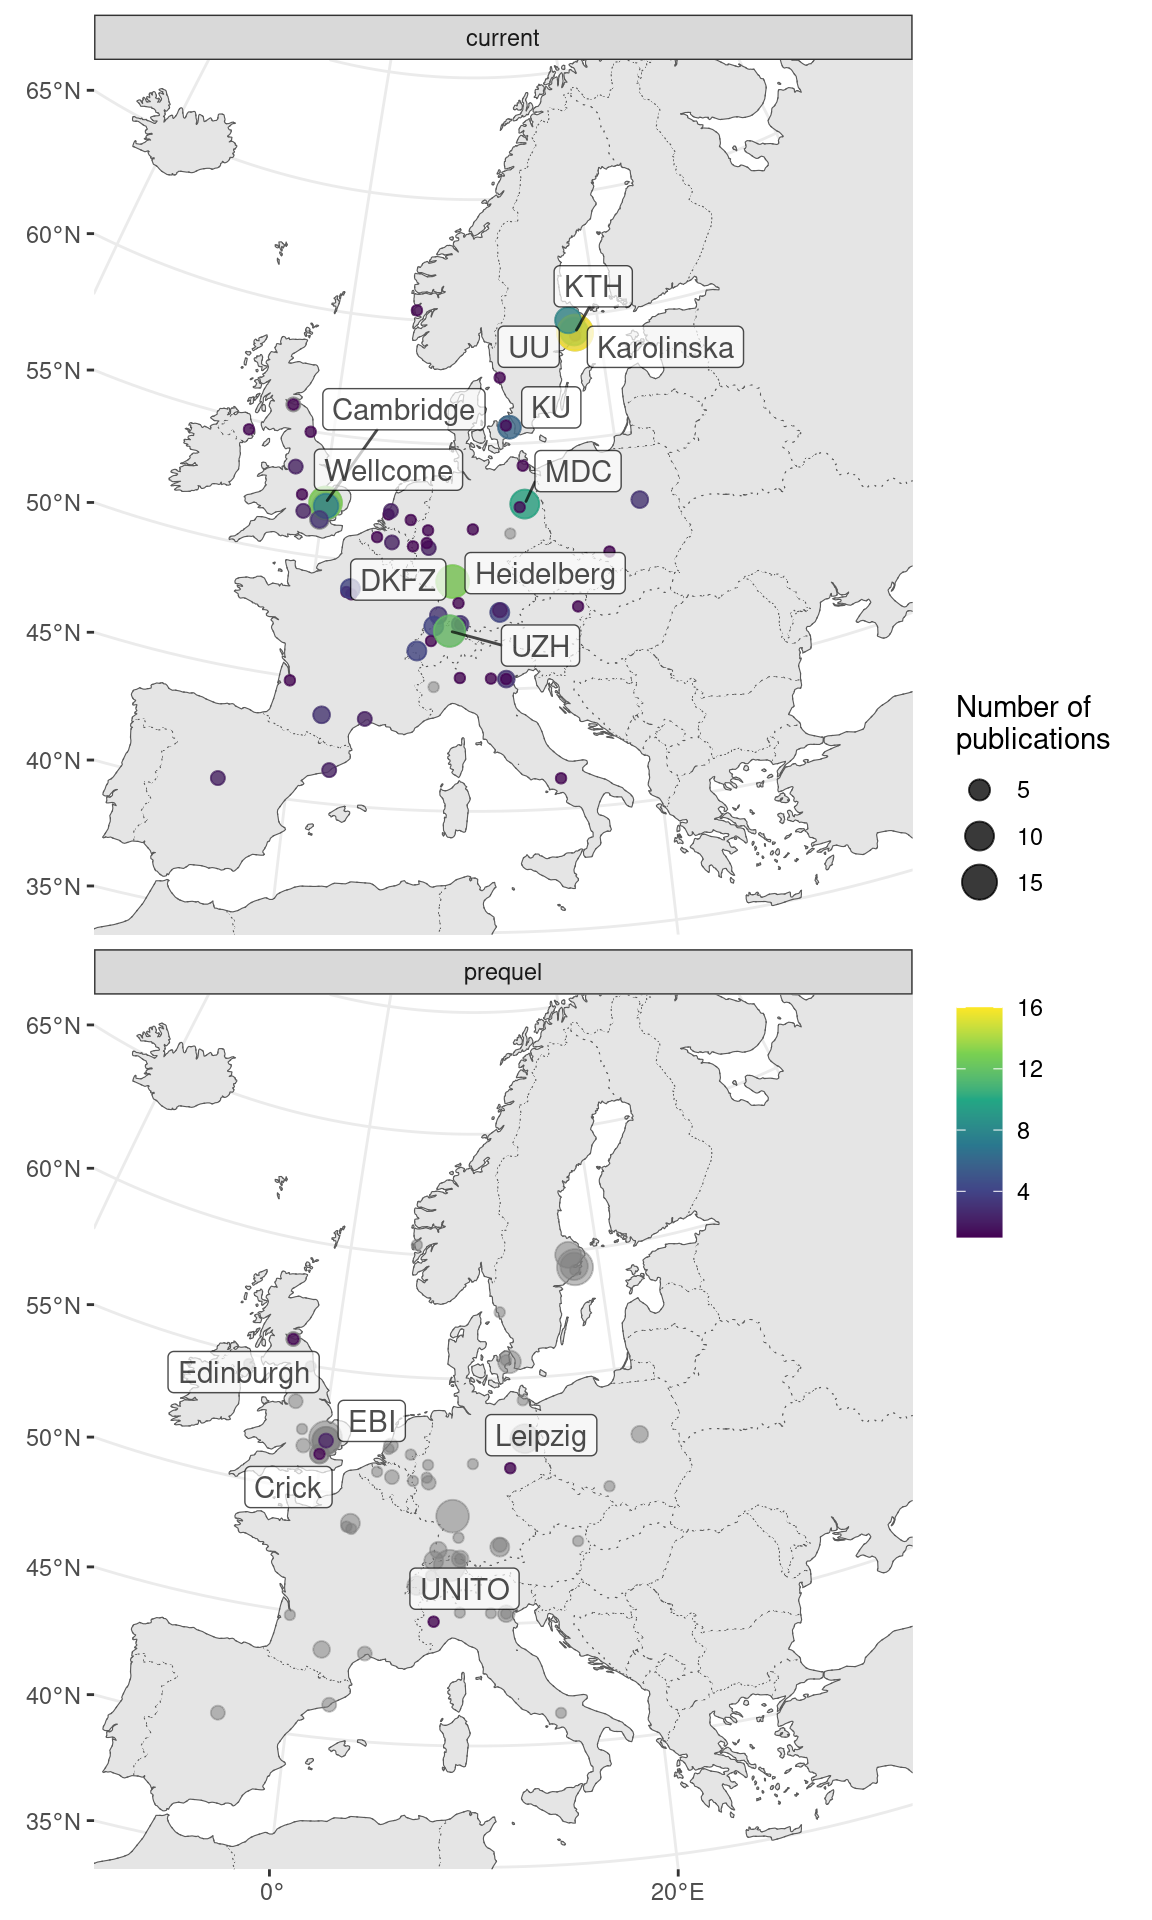 current
65°N
60°N
55°N
50°N
45°N
40°N
35°N
KTH
UU
Karolinska
KU
Cambridge
Wellcome
MDC
DKFZ
Heidelberg
UZH
Number of
publications
5
10
15
prequel
65°N
60°N
55°N
50°N
45°N
40°N
35°N
Edinburgh
EBI
Leipzig
Crick
UNITO
0°
20°E
16
12
8
4